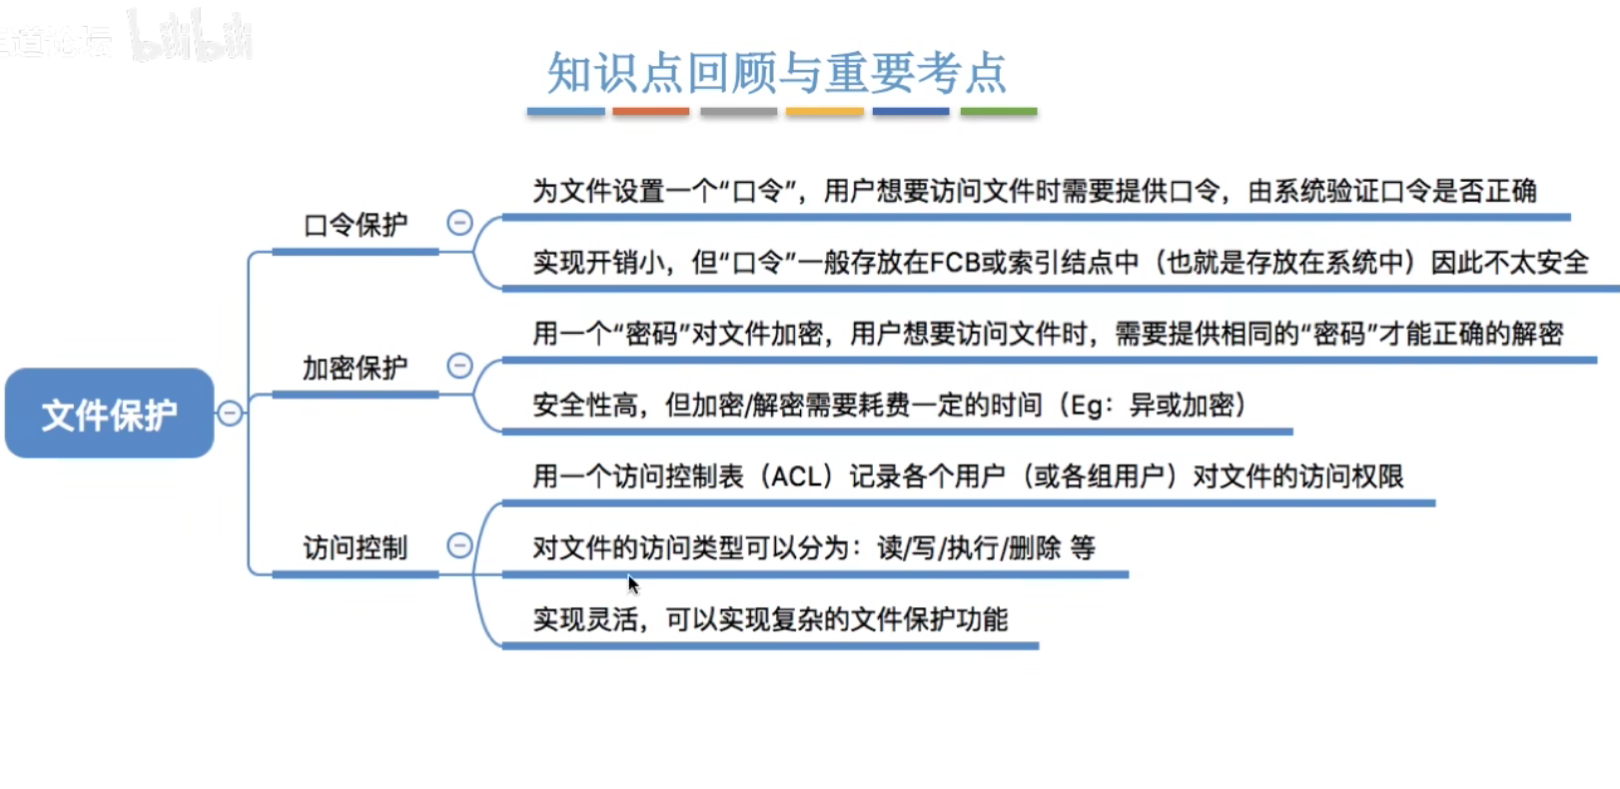 道论坛 bilibili
知识点回顾与重要考点
为文件设置一个“口令”，用户想要访问文件时需要提供口令，由系统验证口令是否正确
口令保护
实现开销小，但“口令”一般存放在FCB或索引结点中（也就是存放在系统中）因此不太安全
用一个“密码”对文件加密，用户想要访问文件时，需要提供相同的“密码”才能正确的解密
加密保护
安全性高，但加密/解密需要耗费一定的时间（Eg：异或加密）
文件保护
用一个访问控制表（ACL）记录各个用户（或各组用户）对文件的访问权限
访问控制
对文件的访问类型可以分为：读/写/执行/删除 等
实现灵活，可以实现复杂的文件保护功能